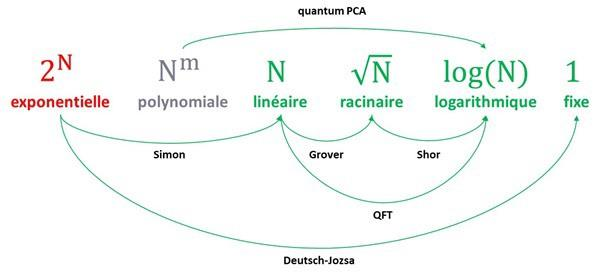 quantum PCA
2^N N^m N √N log(N) 1
exponentielle polynomiale linéaire racinaire logarithmique fixe
Simon Grover Shor
QFT
Deutsch-Jozsa